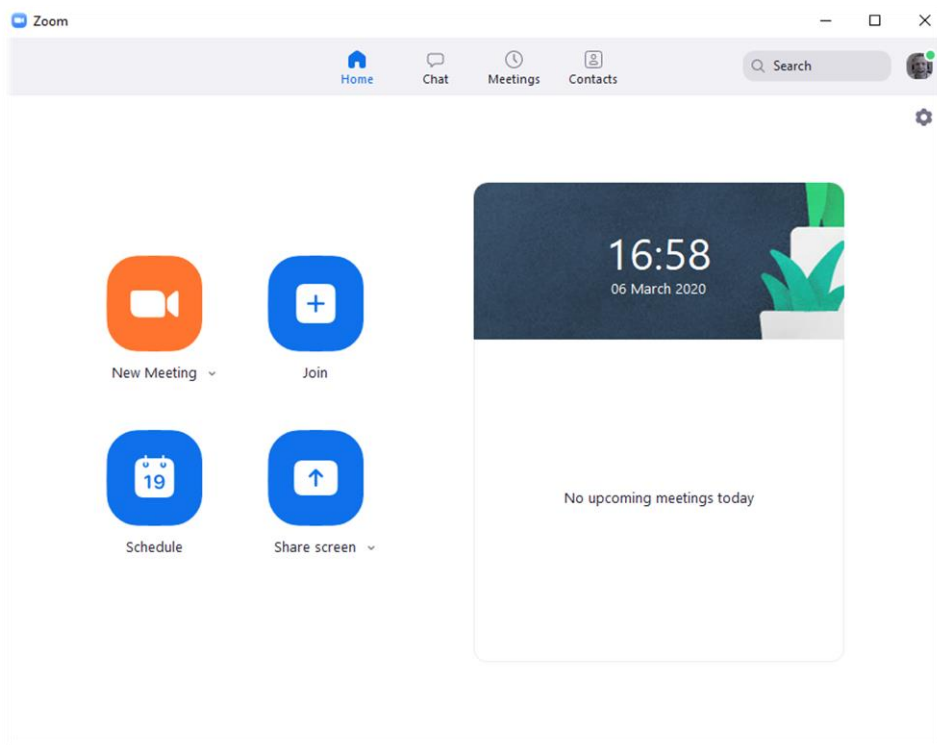 Zoom
Home Chat Meetings Contacts Search
16:58
06 March 2020
New Meeting Join
19
Schedule Share screen
No upcoming meetings today